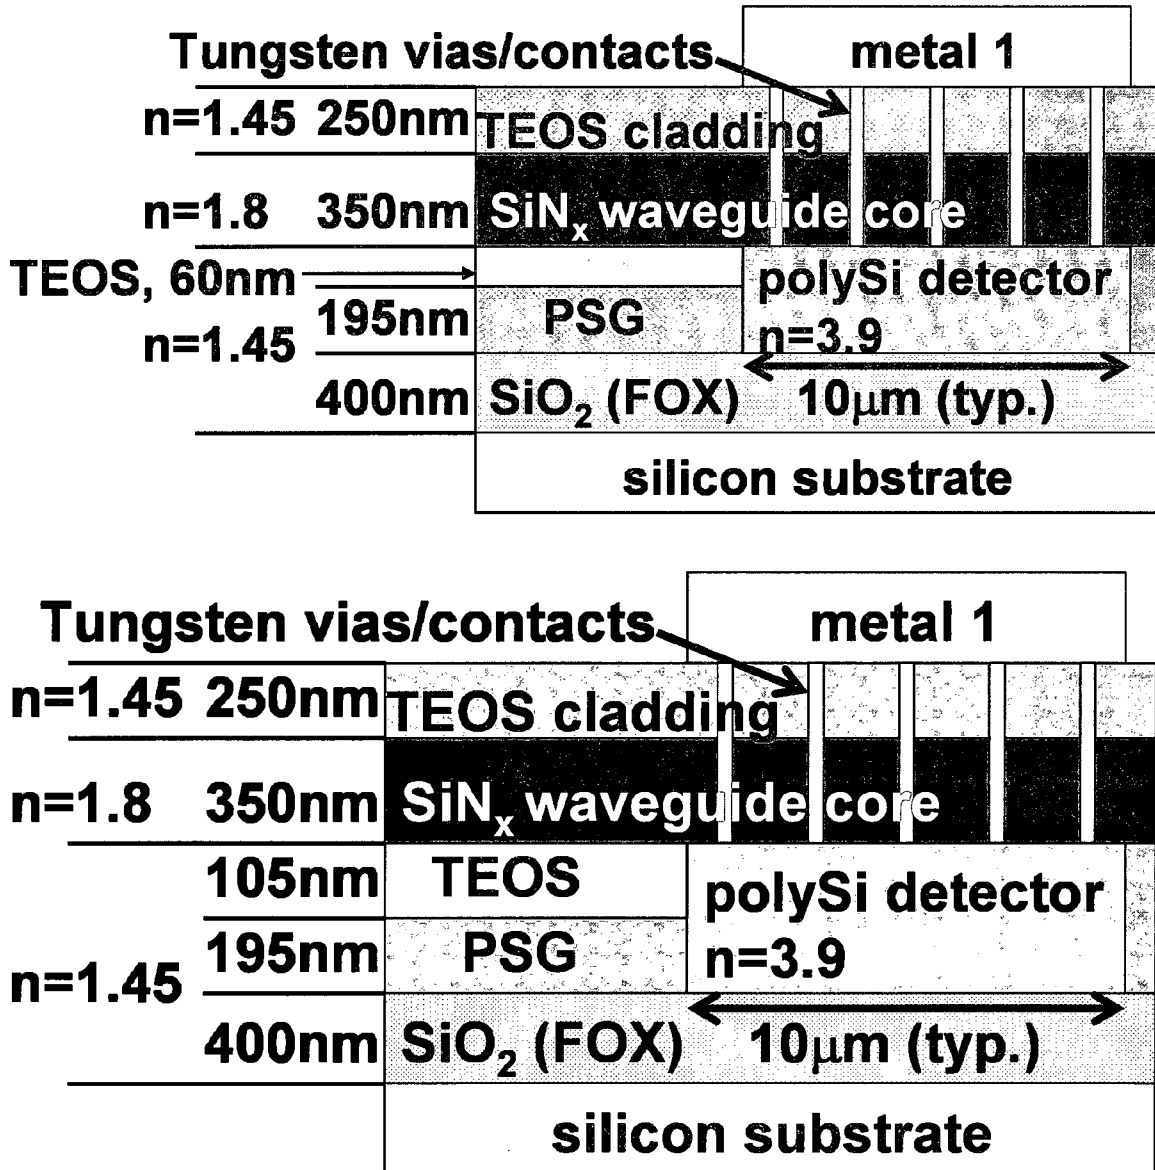 Tungsten vias/contacts metal 1
n=1.45 250nm TEOS cladding
n=1.8 350nm SiNₓ waveguide core
TEOS, 60nm polySi detector
195nm PSG n=3.9
n=1.45
400nm SiO₂ (FOX) 10μm (typ.)
silicon substrate
Tungsten vias/contacts metal 1
n=1.45 250nm TEOS cladding
n=1.8 350nm SiNₓ waveguide core
105nm TEOS polySi detector
195nm PSG n=3.9
n=1.45
400nm SiO₂ (FOX) 10μm (typ.)
silicon substrate